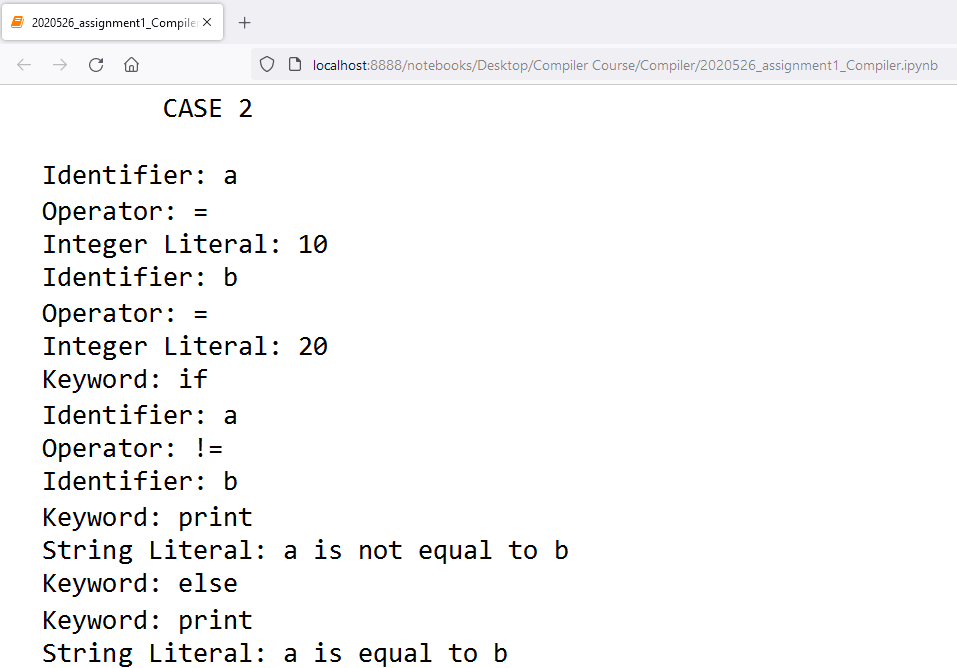 2020526_assignment1_Compiler
localhost:8888/notebooks/Desktop/Compiler Course/Compiler/2020526_assignment1_Compiler.ipynb
CASE 2
Identifier: a
Operator: =
Integer Literal: 10
Identifier: b
Operator: =
Integer Literal: 20
Keyword: if
Identifier: a
Operator: !=
Identifier: b
Keyword: print
String Literal: a is not equal to b
Keyword: else
Keyword: print
String Literal: a is equal to b